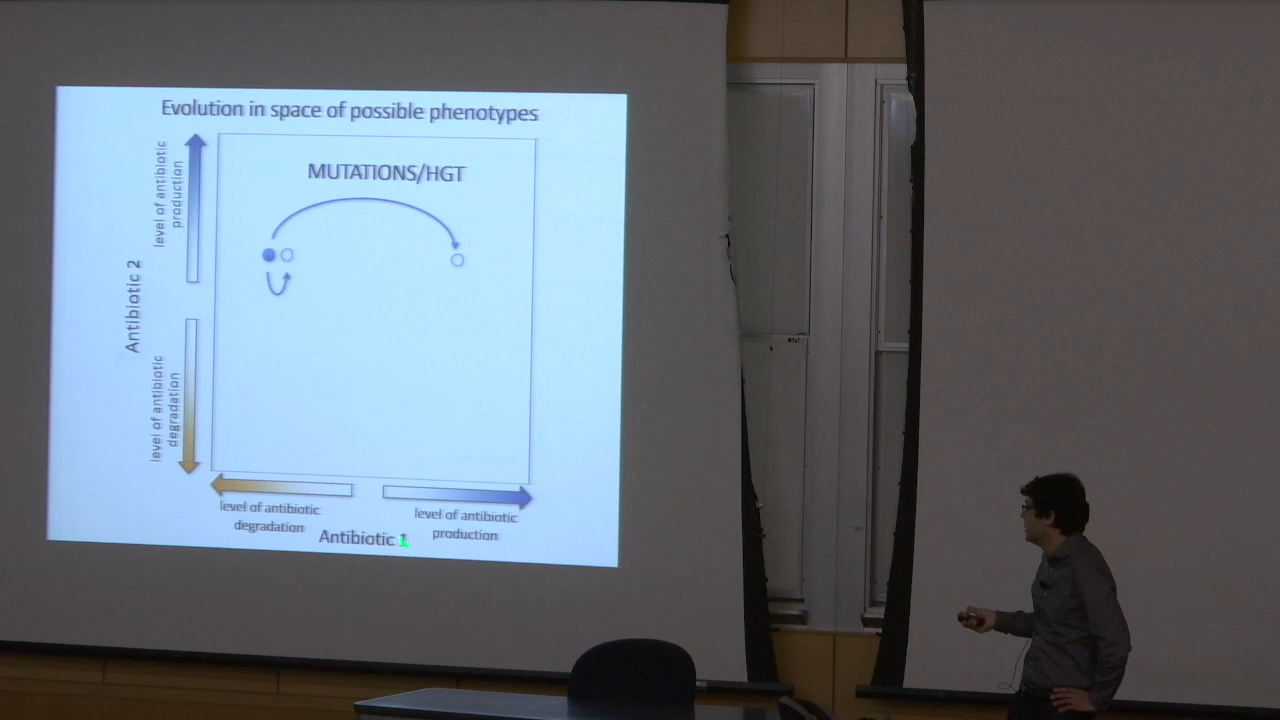 Evolution in space of possible phenotypes
MUTATIONS/HGT
level of antibiotic
production
Antibiotic 2
level of antibiotic
degradation
level of antibiotic
degradation
level of antibiotic
production
Antibiotic 1